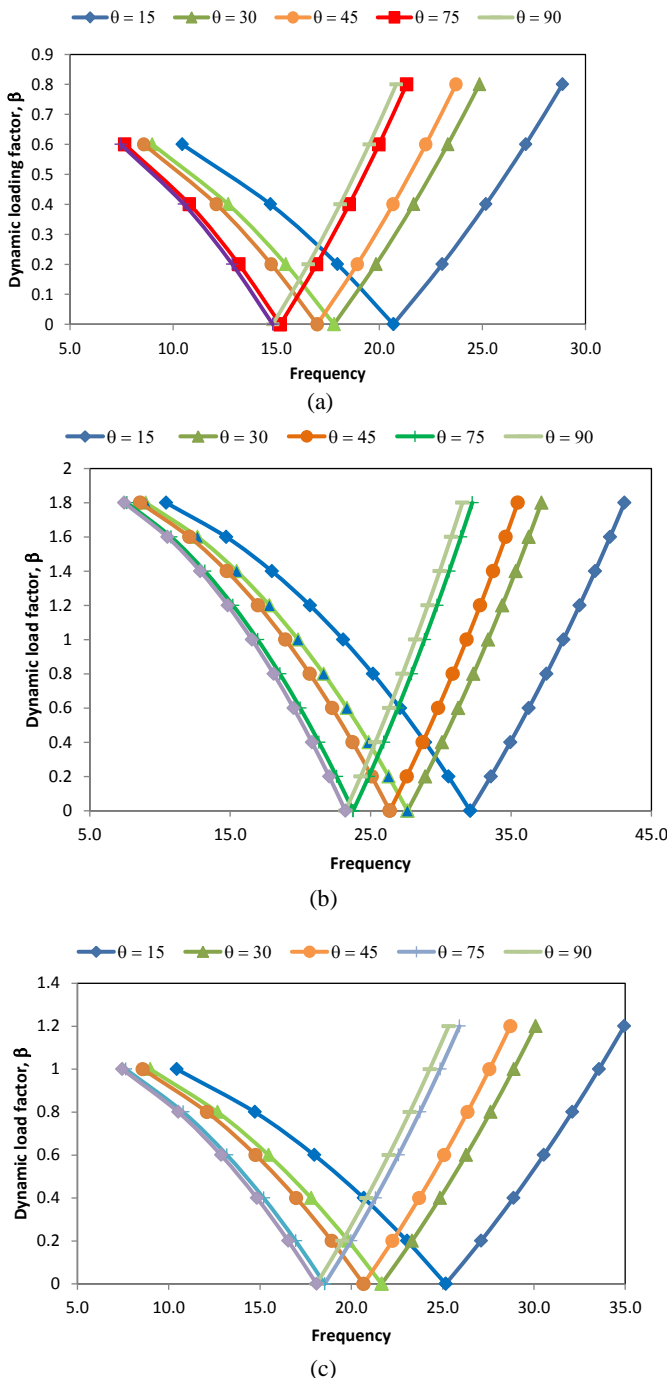 θ = 15 θ = 30 θ = 45 θ = 75 θ = 90
Dynamic loading factor, β
0.9
0.8
0.7
0.6
0.5
0.4
0.3
0.2
0.1
0
5.0 10.0 15.0 20.0 25.0 30.0
Frequency
(a)
θ = 15 θ = 30 θ = 45 θ = 75 θ = 90
Dynamic load factor, β
2
1.8
1.6
1.4
1.2
1
0.8
0.6
0.4
0.2
0
5.0 15.0 25.0 35.0 45.0
Frequency
(b)
θ = 15 θ = 30 θ = 45 θ = 75 θ = 90
Dynamic load factor, β
1.4
1.2
1
0.8
0.6
0.4
0.2
0
5.0 10.0 15.0 20.0 25.0 30.0 35.0
Frequency
(c)